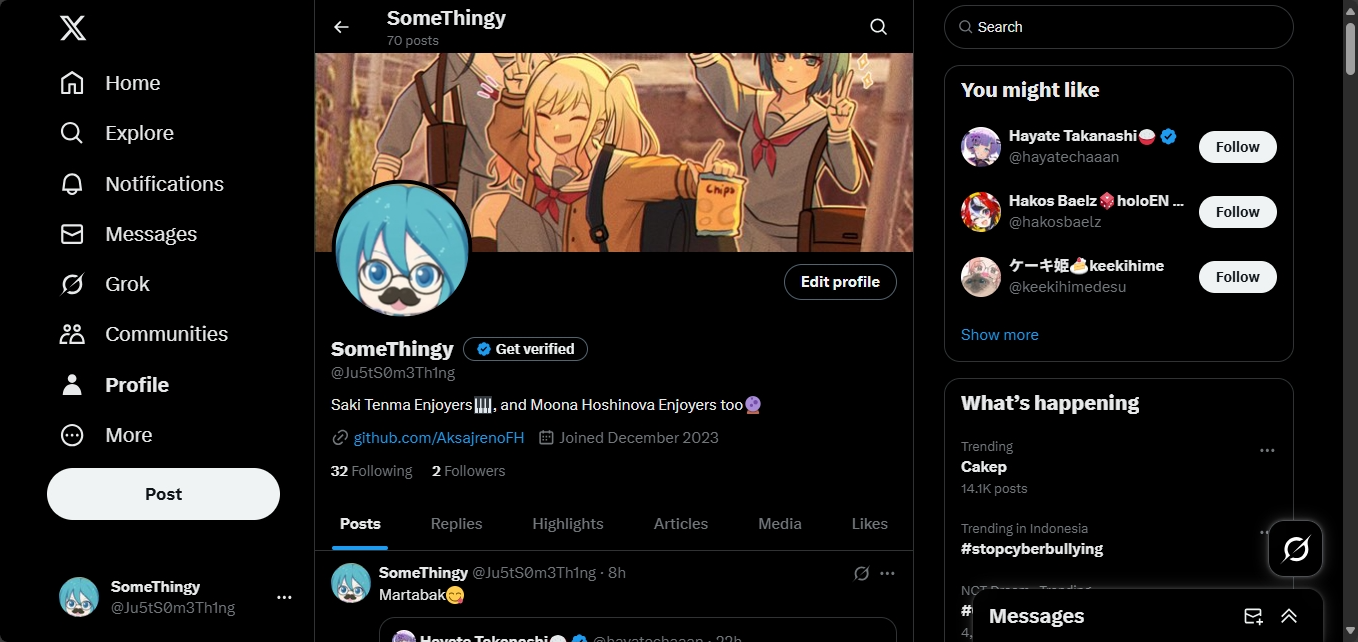 SomeThingy
70 posts
Home
Explore
Notifications
Messages
Grok
Communities
Profile
More
Post
SomeThingy
@Ju5tS0m3Th1ng
Chips
Edit profile
SomeThingy Get verified
@Ju5tS0m3Th1ng
Saki Tenma Enjoyers🎹, and Moona Hoshinova Enjoyers too🔮
github.com/AksajrenoFH Joined December 2023
32 Following 2 Followers
Posts Replies Highlights Articles Media Likes
SomeThingy @Ju5tS0m3Th1ng · 8h
Martabak😋
Hayate Takanashi🍚 @hayatechaaan · 22h
Search
You might like
Hayate Takanashi🍚
@hayatechaaan
Follow
Hakos Baelz🎲holoEN ...
@hakosbaelz
Follow
ケーキ姫🍰keekihime
@keekihimedesu
Follow
Show more
What's happening
Trending
Cakep
14.1K posts
Trending in Indonesia
#stopcyberbullying
Messages